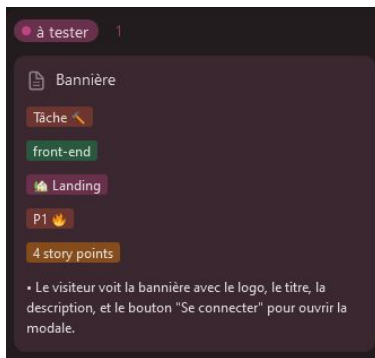 à tester 1
Bannière
Tâche 🔨
front-end
🏡 Landing
P1 🔥
4 story points
• Le visiteur voit la bannière avec le logo, le titre, la
description, et le bouton "Se connecter" pour ouvrir la
modale.